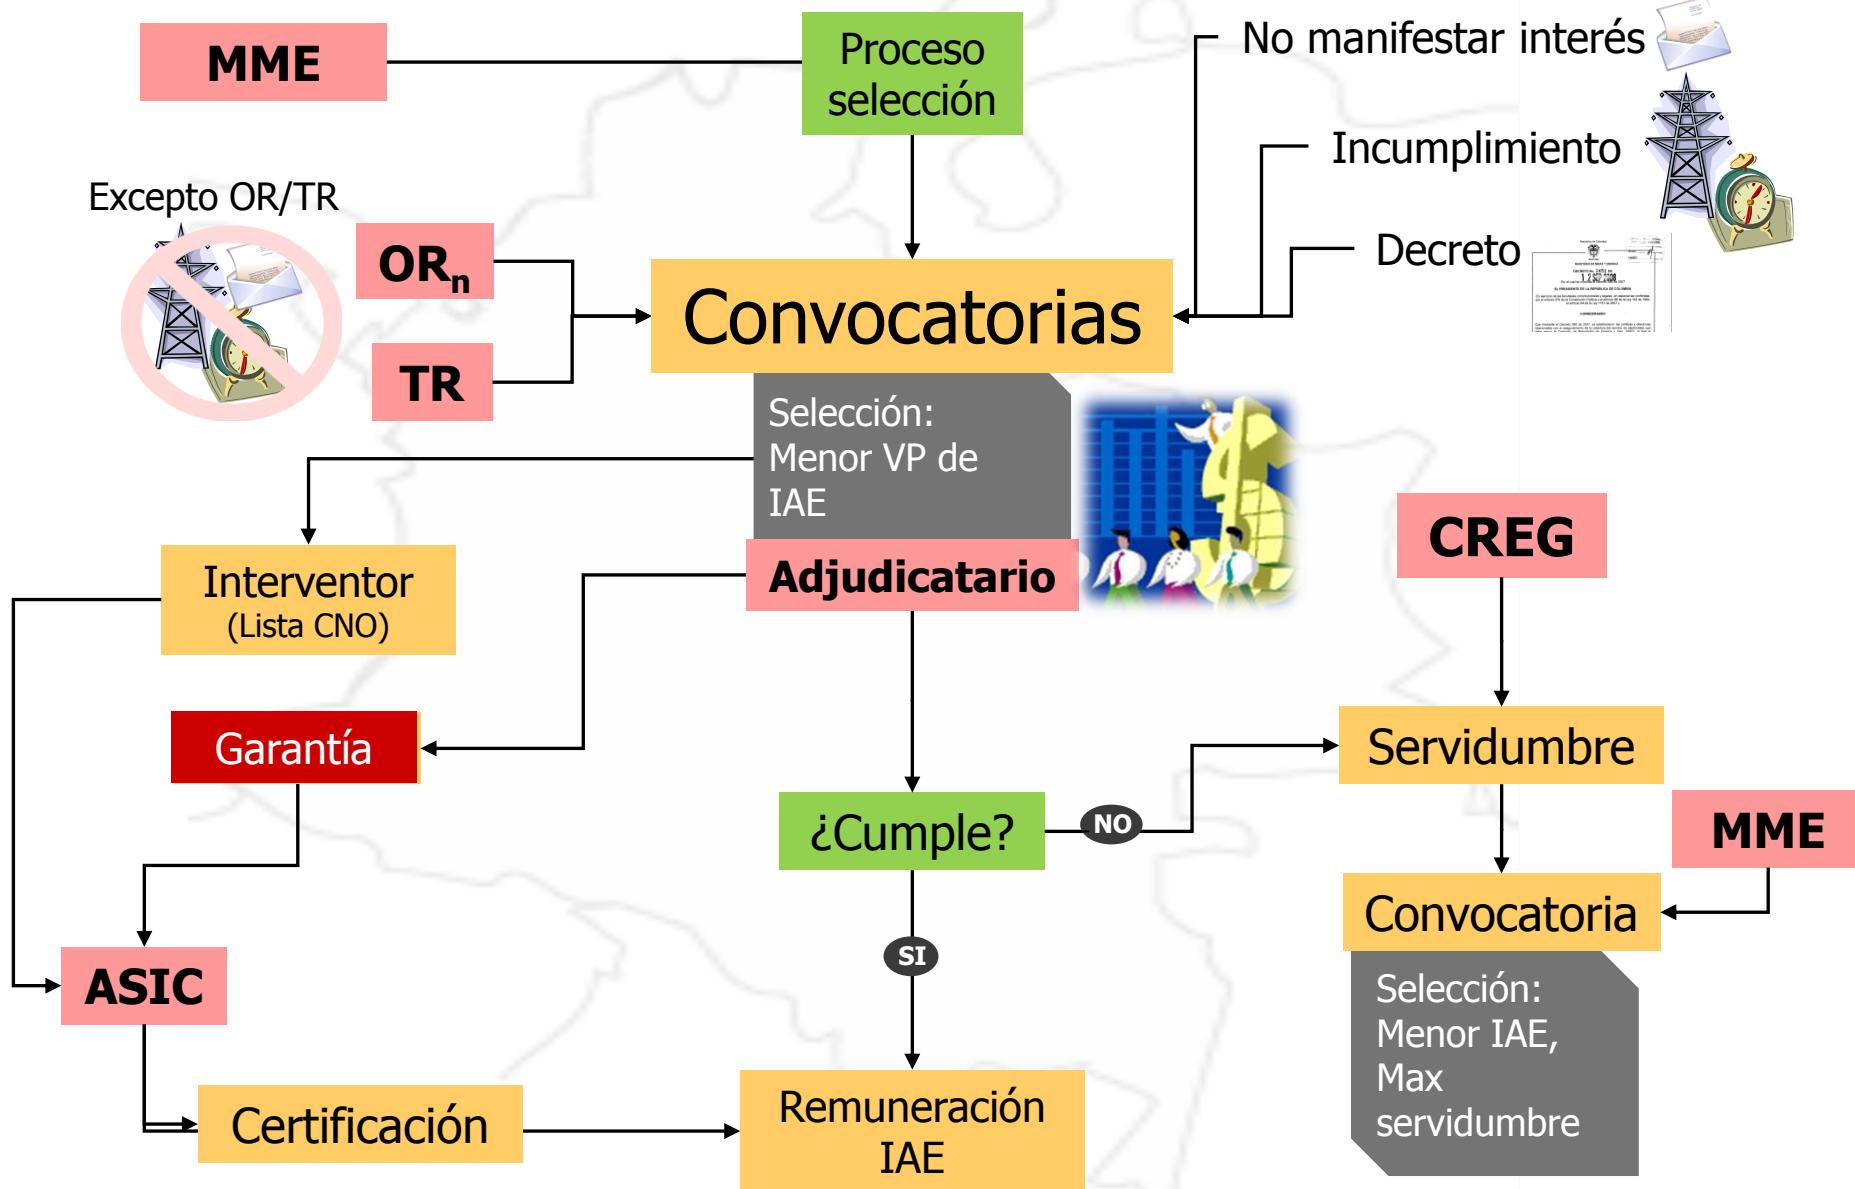 MME
Proceso
selección
No manifestar interés
Incumplimiento
Decreto
Excepto OR/TR
ORn
TR
Convocatorias
Selección:
Menor VP de
IAE
Adjudicatario
Interventor
(Lista CNO)
Garantía
CREG
Servidumbre
¿Cumple?
NO
MME
Convocatoria
SI
ASIC
Selección:
Menor IAE,
Max
servidumbre
Certificación
Remuneración
IAE